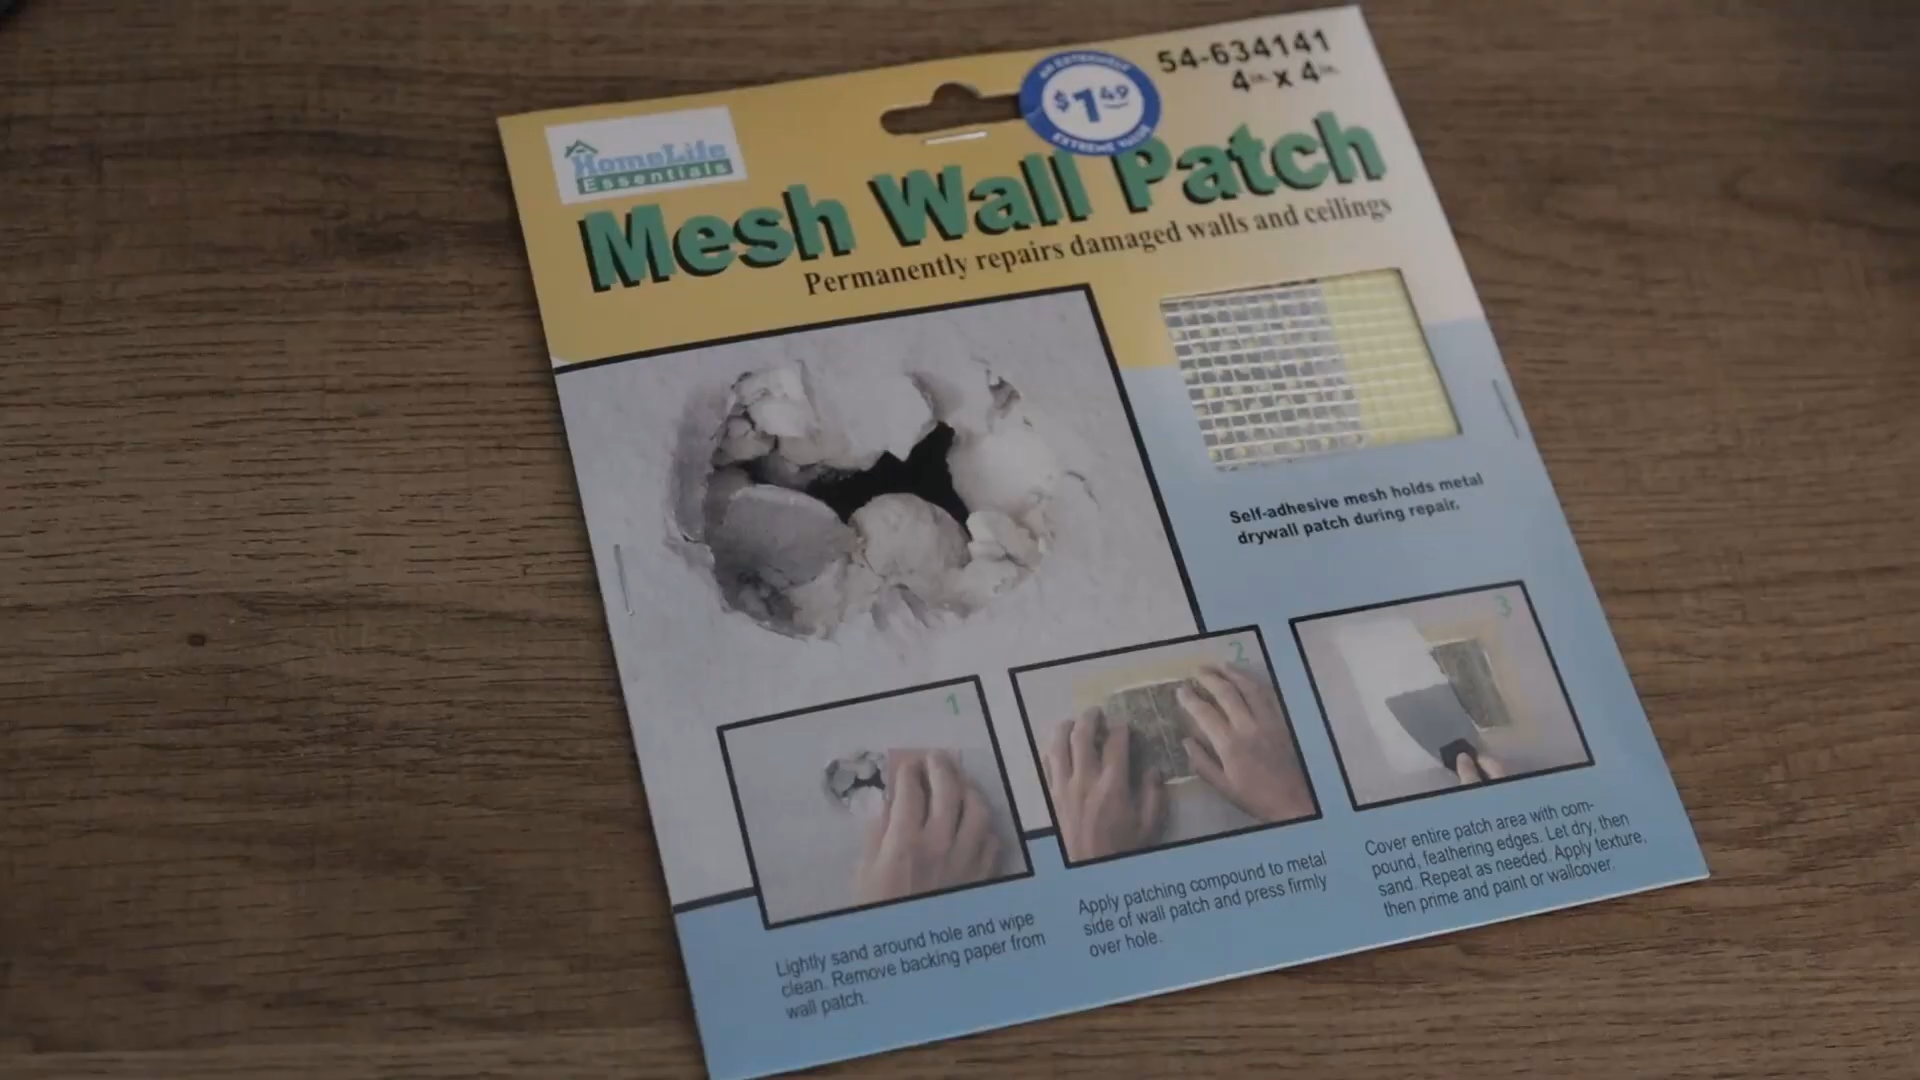 54-634141
4 in. x 4 in.
AN EXTREMELY
$1.49
EXTREME VALUE
HomeLife
Essentials
Mesh Wall Patch
Permanently repairs damaged walls and ceilings
Self-adhesive mesh holds metal
drywall patch during repair.
1
Lightly sand around hole and wipe
clean. Remove backing paper from
wall patch.
2
Apply patching compound to metal
side of wall patch and press firmly
over hole.
3
Cover entire patch area with com-
pound, feathering edges. Let dry, then
sand. Repeat as needed. Apply texture,
then prime and paint or wallcover.